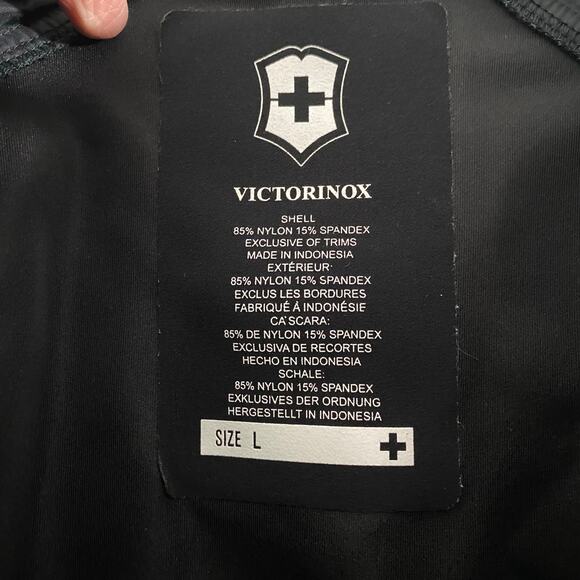 VICTORINOX
SHELL
85% NYLON 15% SPANDEX
EXCLUSIVE OF TRIMS
MADE IN INDONESIA
EXTÉRIEUR:
85% NYLON 15% SPANDEX
EXCLUS LES BORDURES
FABRIQUÉ À INDONÉSIE
CA'SCARA:
85% DE NYLON 15% SPANDEX
EXCLUSIVA DE RECORTES
HECHO EN INDONESIA
SCHALE:
85% NYLON 15% SPANDEX
EXKLUSIVES DER ORDNUNG
HERGESTELLT IN INDONESIA
SIZE L